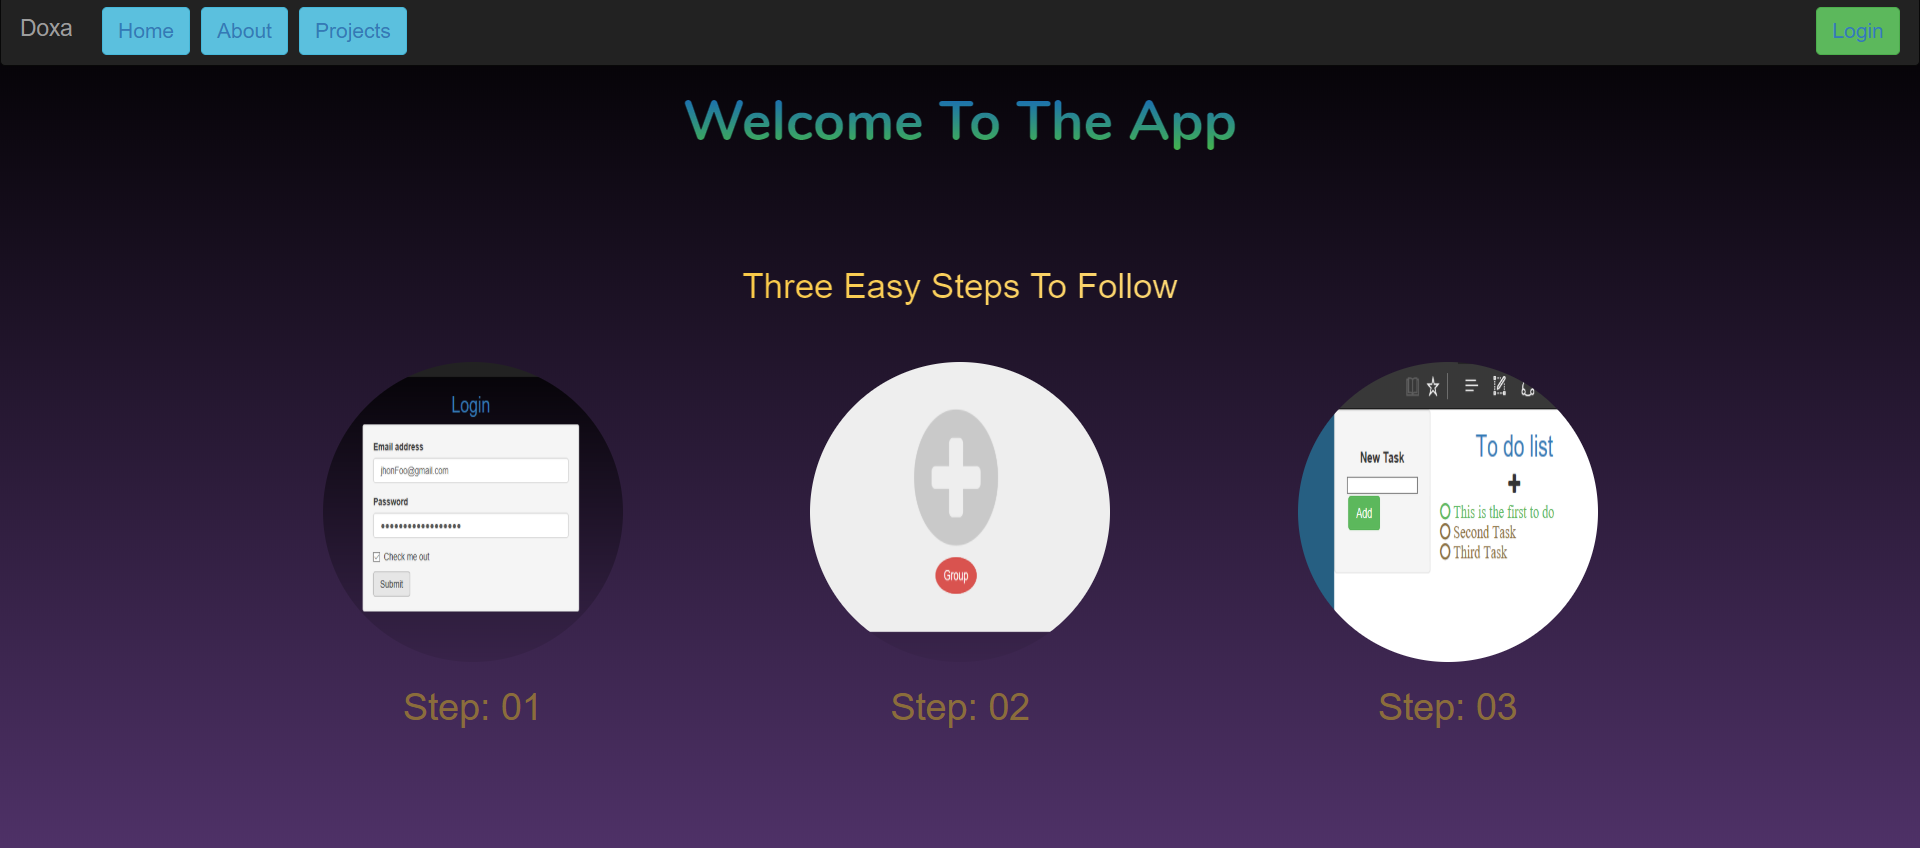 Doxa Home About Projects Login
Welcome To The App
Three Easy Steps To Follow
Login
Email address
jhonFoo@gmail.com
Password
Check me out
Submit
Group
New Task
Add
To do list
This is the first to do
Second Task
Third Task
Step: 01
Step: 02
Step: 03